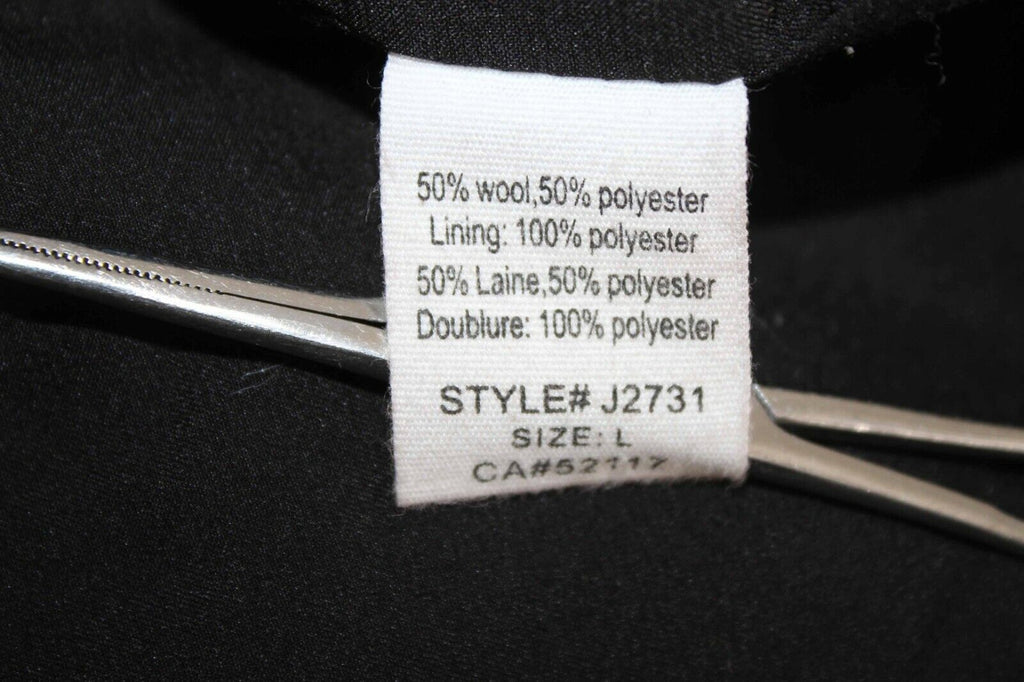 50% wool,50% polyester
Lining: 100% polyester
50% Laine,50% polyester
Doublure: 100% polyester
STYLE# J2731
SIZE: L
CA#52117